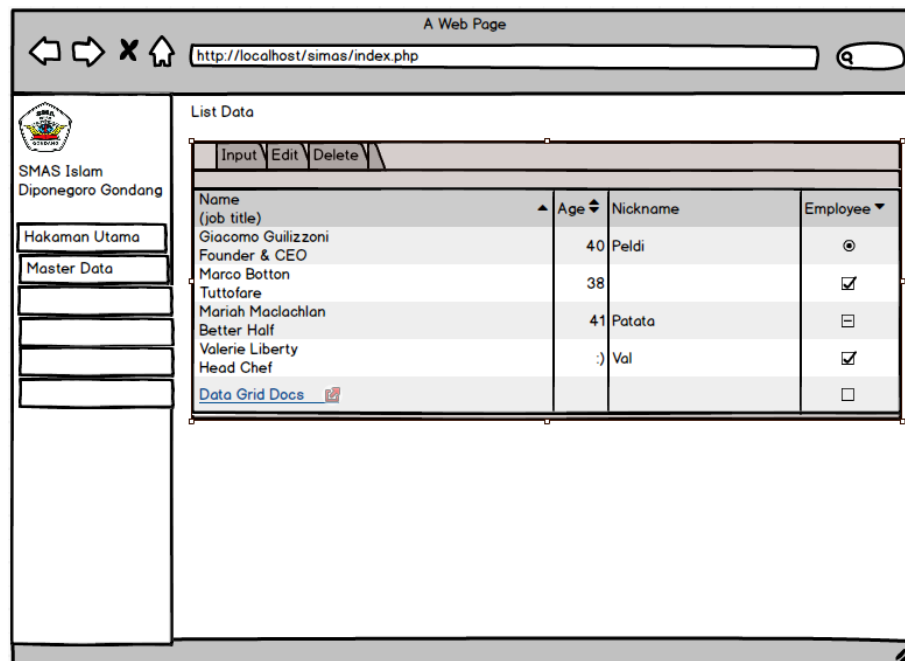 A Web Page
http://localhost/simas/index.php
SMA
GONDANG
SMAS Islam
Diponegoro Gondang
Hakaman Utama
Master Data
List Data
Input Edit Delete
Name
(job title)
Age
Nickname
Employee
Giacomo Guilizzoni
Founder & CEO
40
Peldi
Marco Botton
Tuttofare
38
Mariah Maclachlan
Better Half
41
Patata
Valerie Liberty
Head Chef
:)
Val
Data Grid Docs